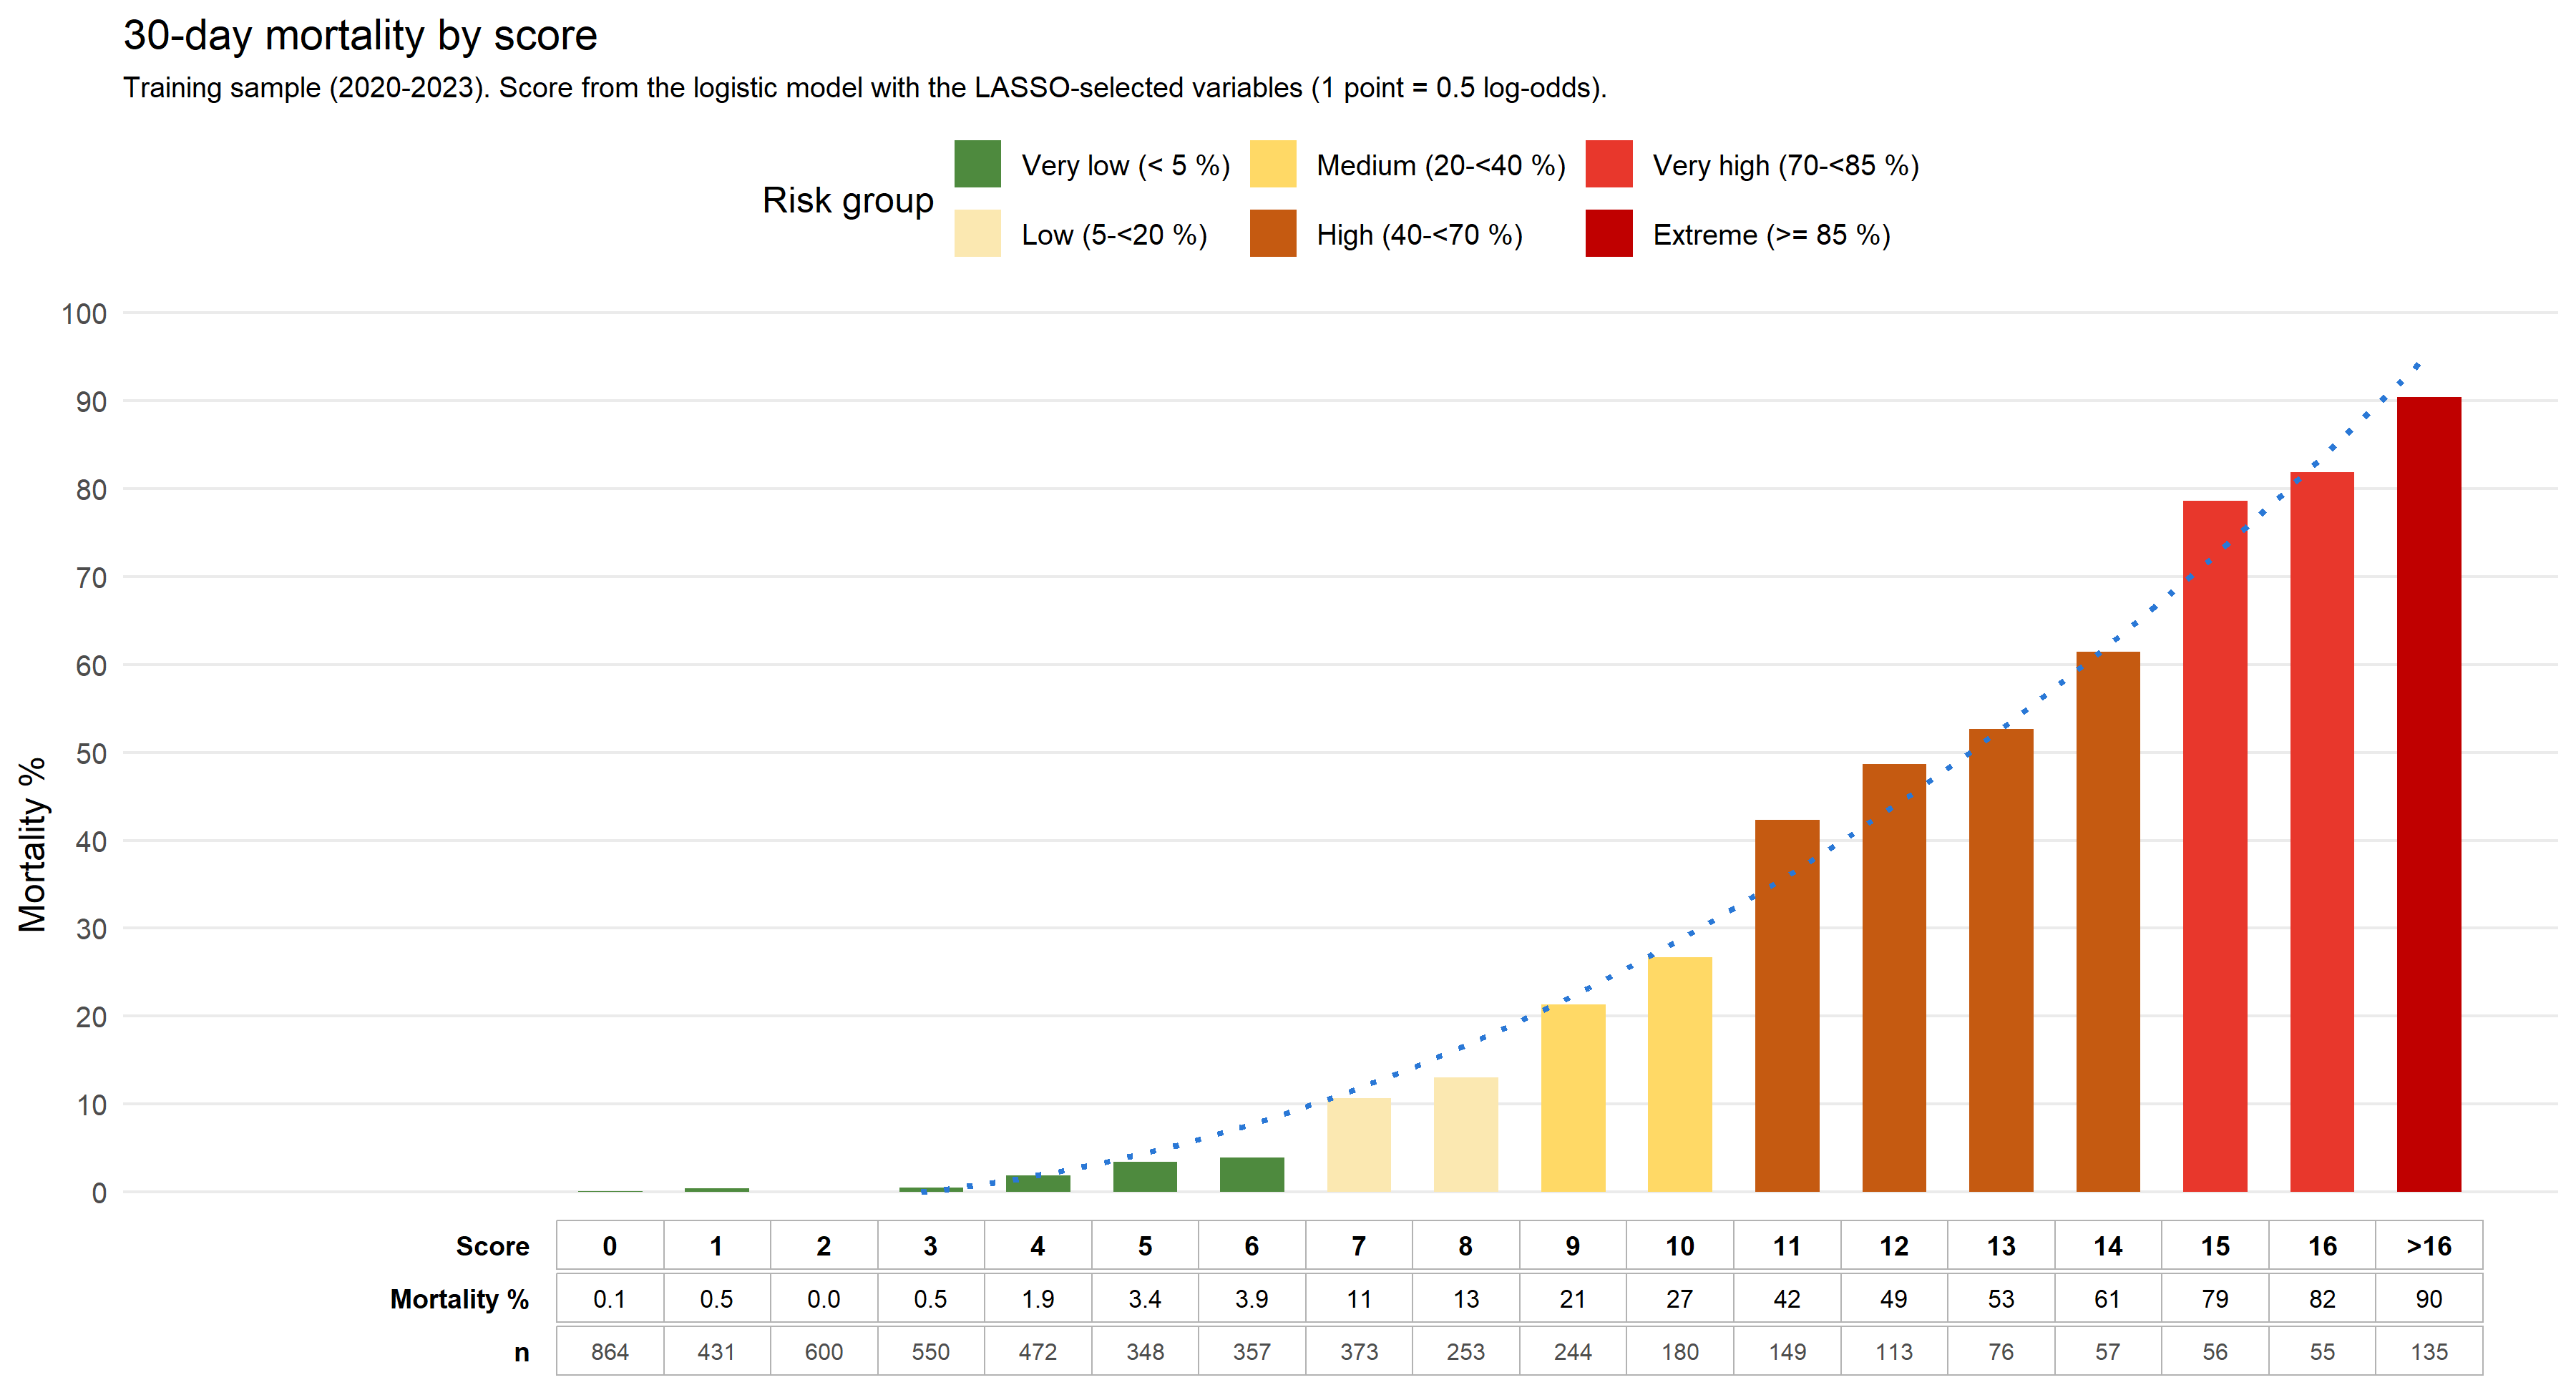 30-day mortality by score
Training sample (2020-2023). Score from the logistic model with the LASSO-selected variables (1 point = 0.5 log-odds).
Risk group
Very low (< 5 %)
Medium (20-<40 %)
Very high (70-<85 %)
Low (5-<20 %)
High (40-<70 %)
Extreme (>= 85 %)
Mortality %
100
90
80
70
60
50
40
30
20
10
0
Score 0 1 2 3 4 5 6 7 8 9 10 11 12 13 14 15 16 >16
Mortality % 0.1 0.5 0.0 0.5 1.9 3.4 3.9 11 13 21 27 42 49 53 61 79 82 90
n 864 431 600 550 472 348 357 373 253 244 180 149 113 76 57 56 55 135